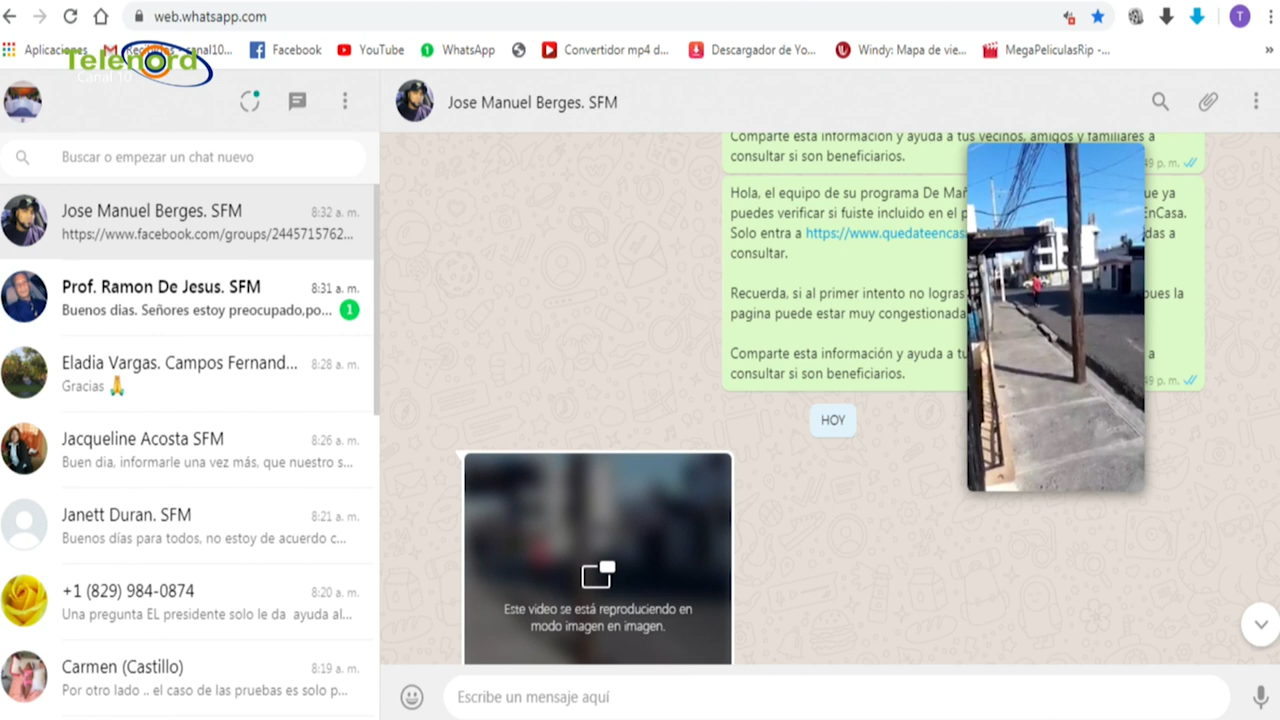 web.whatsapp.com
T
Aplicaciones
Facebook
YouTube
WhatsApp
Convertidor mp4 d...
Descargador de Yo...
Windy: Mapa de vie...
MegaPeliculasRip -...
»
Telenord
Canal 10
Jose Manuel Berges. SFM
Buscar o empezar un chat nuevo
Jose Manuel Berges. SFM 8:32 a. m.
https://www.facebook.com/groups/2445715762...
Prof. Ramon De Jesus. SFM 8:31 a. m.
Buenos dias. Señores estoy preocupado,po... 1
Eladia Vargas. Campos Fernand... 8:28 a. m.
Gracias 🙏
Jacqueline Acosta SFM 8:26 a. m.
Buen dia, informarle una vez más, que nuestro s...
Janett Duran. SFM 8:21 a. m.
Buenos días para todos, no estoy de acuerdo c...
+1 (829) 984-0874 8:20 a. m.
Una pregunta EL presidente solo le da ayuda al...
Carmen (Castillo) 8:19 a. m.
Por otro lado .. el caso de las pruebas es solo p...
Comparte esta información y ayuda a tus vecinos, amigos y familiares a
consultar si son beneficiarios.
49 p. m.
Hola, el equipo de su programa De ue ya
puedes verificar si fuiste incluido en el EnCasa.
Solo entra a https://www.quedateencas das a
consultar.
Recuerda, si al primer intento no logras pues la
pagina puede estar muy congestionada
Comparte esta información y ayuda a a
consultar si son beneficiarios.
49 p. m.
HOY
Este video se está reproduciendo en
modo imagen en imagen.
Escribe un mensaje aquí